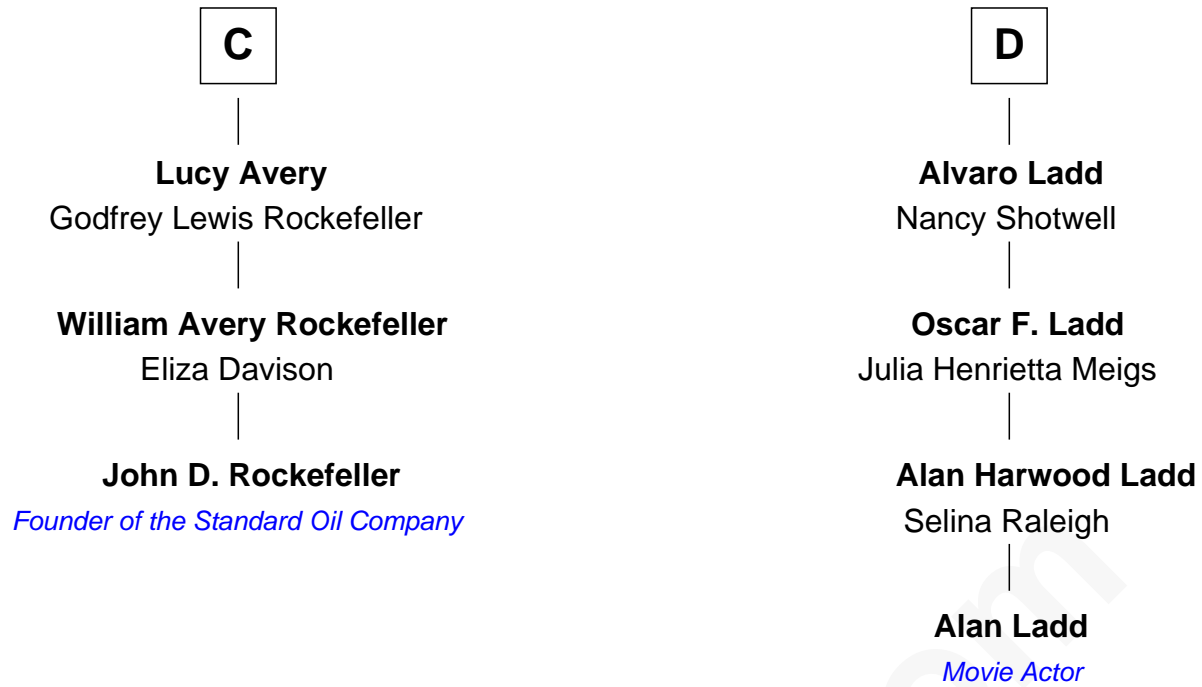 C
Lucy Avery
Godfrey Lewis Rockefeller
William Avery Rockefeller
Eliza Davison
John D. Rockefeller
Founder of the Standard Oil Company
D
Alvaro Ladd
Nancy Shotwell
Oscar F. Ladd
Julia Henrietta Meigs
Alan Harwood Ladd
Selina Raleigh
Alan Ladd
Movie Actor